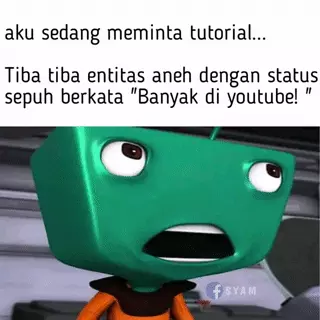 aku sedang meminta tutorial...
Tiba tiba entitas aneh dengan status
sepuh berkata "Banyak di youtube! "
f SYAM